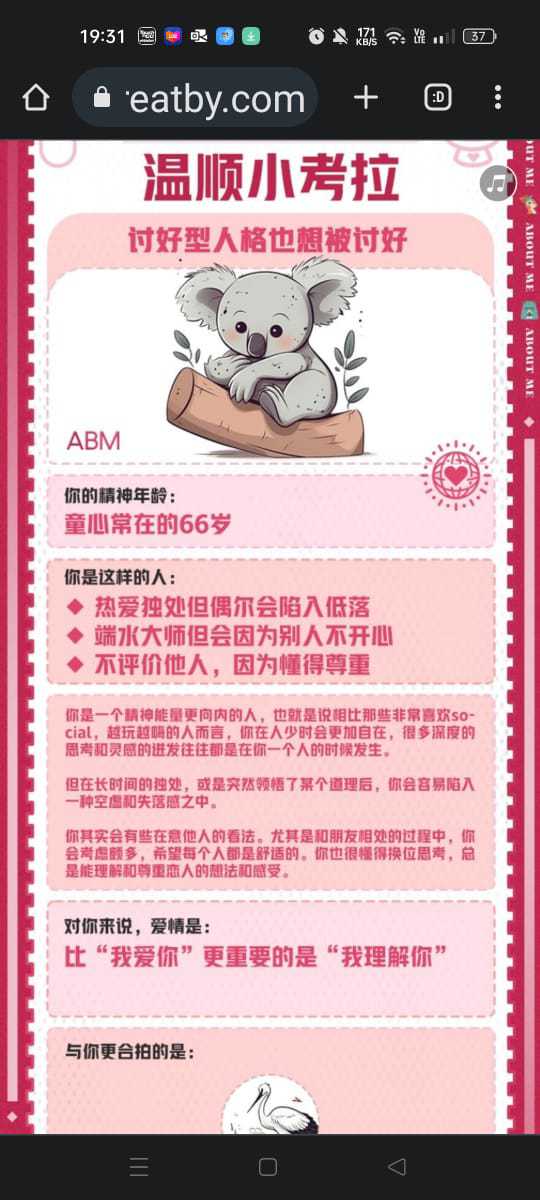 19:31
171
KB/S
Vo
LTE
37
eatby.com
:D
温顺小考拉
讨好型人格也想被讨好
ABM
你的精神年龄：
童心常在的66岁
你是这样的人：
热爱独处但偶尔会陷入低落
端水大师但会因为别人不开心
不评价他人，因为懂得尊重
你是一个精神能量更向内的人，也就是说相比那些非常喜欢so-
cial，越玩越嗨的人而言，你在人少时会更加自在，很多深度的
思考和灵感的迸发往往都是在你一个人的时候发生。
但在长时间的独处，或是突然领悟了某个道理后，你会容易陷入
一种空虚和失落感之中。
你其实会有些在意他人的看法。尤其是和朋友相处的过程中，你
会考虑颇多，希望每个人都是舒适的。你也很懂得换位思考，总
是能理解和尊重恋人的想法和感受。
对你来说，爱情是：
比“我爱你”更重要的是“我理解你”
与你更合拍的是：
OUT ME
ABOUT ME
ABOUT ME